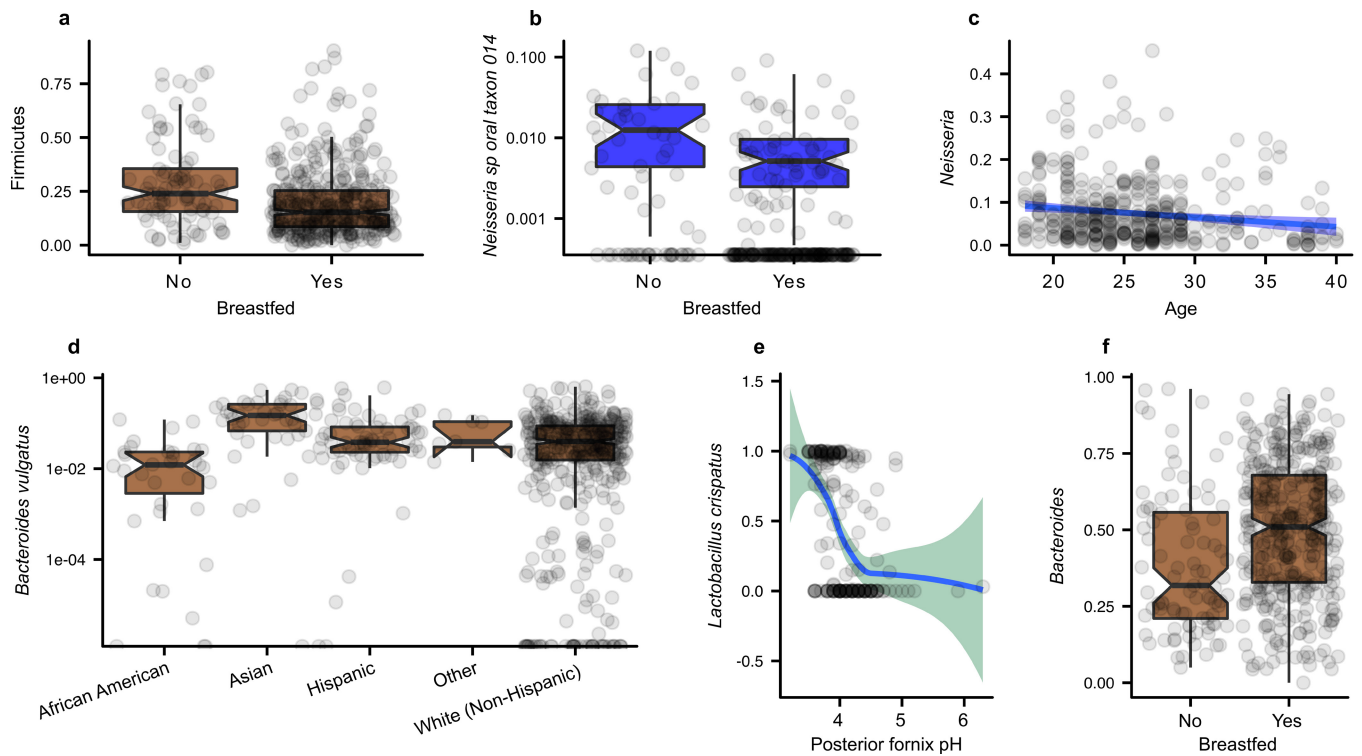 a
Firmicutes
0.75
0.50
0.25
0.00
No Yes
Breastfed
b
Neisseria sp oral taxon 014
0.100
0.010
0.001
No Yes
Breastfed
c
Neisseria
0.4
0.3
0.2
0.1
0.0
20 25 30 35 40
Age
d
Bacteroides vulgatus
1e+00
1e−02
1e−04
African American
Asian
Hispanic
Other
White (Non-Hispanic)
e
Lactobacillus crispatus
1.5
1.0
0.5
0.0
-0.5
4 5 6
Posterior fornix pH
f
Bacteroides
1.00
0.75
0.50
0.25
0.00
No Yes
Breastfed